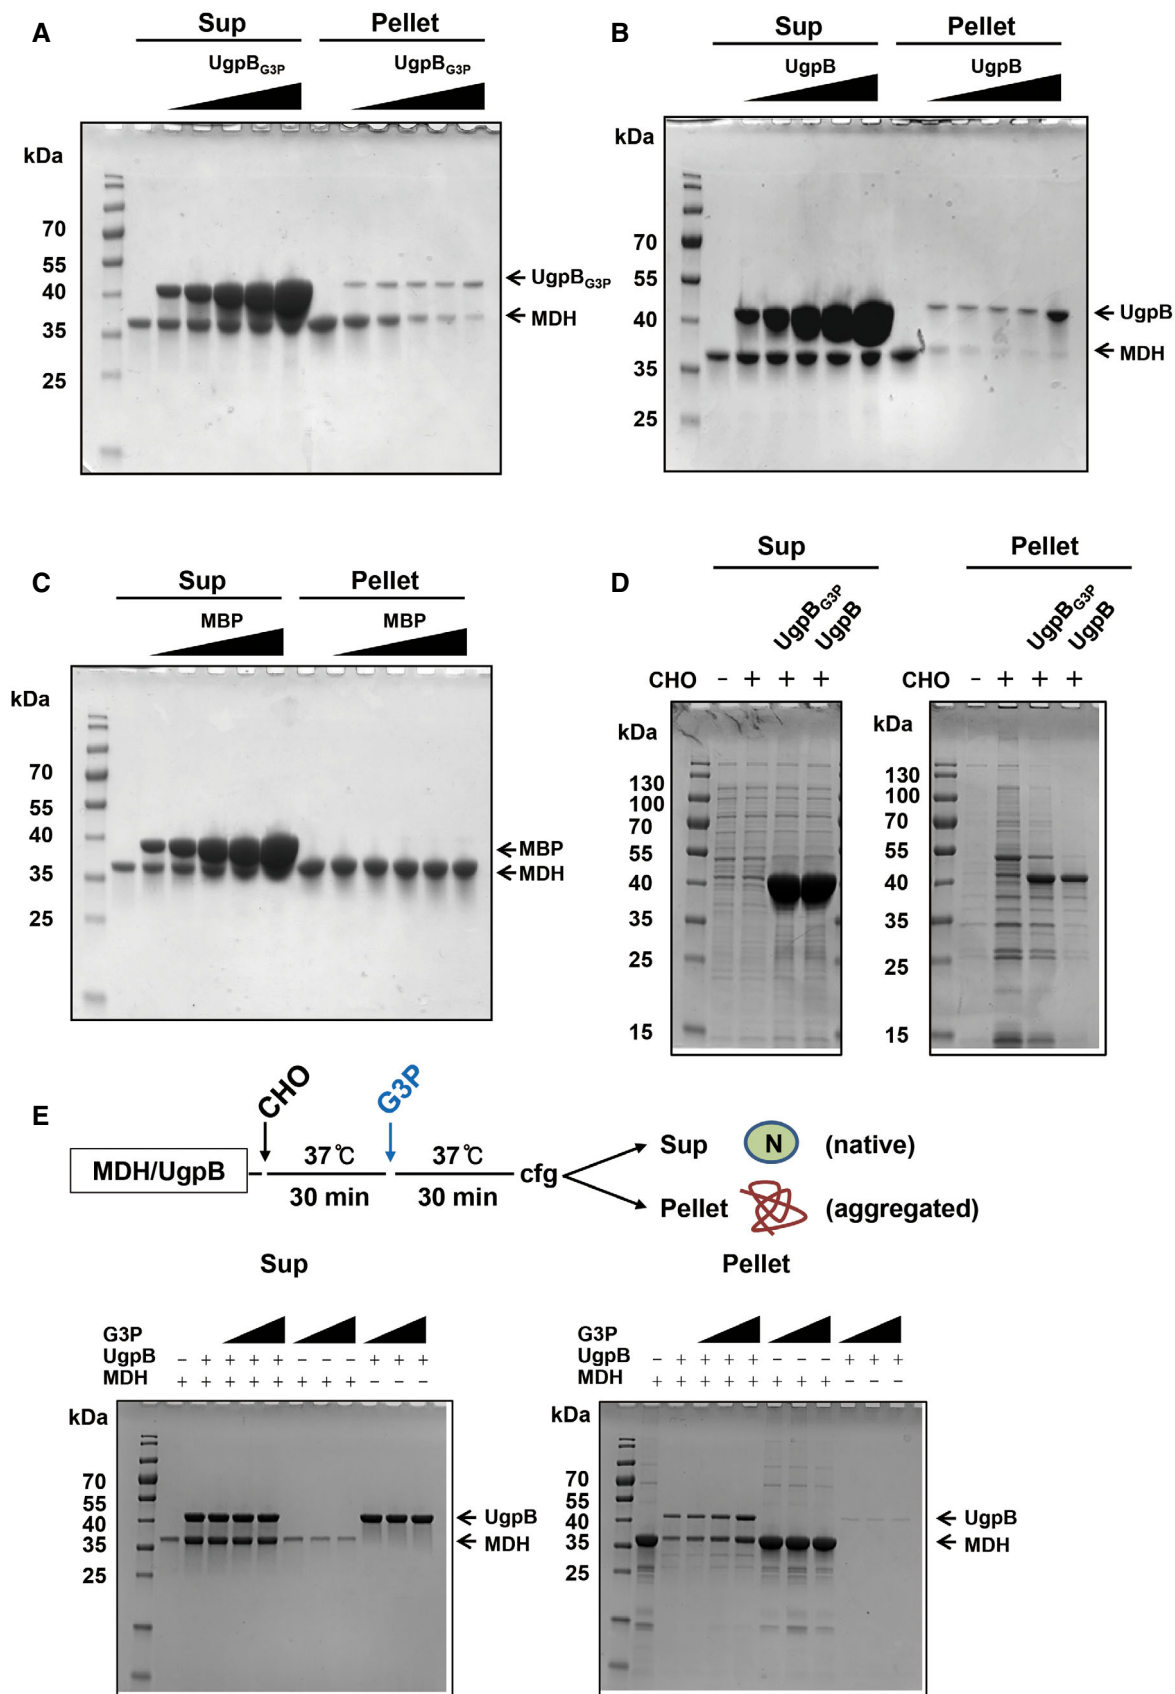 A
Sup Pellet
UgpBG3P UgpBG3P
kDa
70
55
40
35
25
UgpBG3P
MDH
B
Sup Pellet
UgpB UgpB
kDa
70
55
40
35
25
UgpB
MDH
C
Sup Pellet
MBP MBP
kDa
70
55
40
35
25
MBP
MDH
D
Sup
UgpBG3P
UgpB
CHO - + + +
kDa
130
100
70
55
40
35
25
15
Pellet
UgpBG3P
UgpB
CHO - + + +
kDa
130
100
70
55
40
35
25
15
E
MDH/UgpB
CHO
37℃
30 min
G3P
37℃
30 min
cfg
Sup N (native)
Pellet (aggregated)
Sup
G3P
UgpB - + + + + - - - + + +
MDH + + + + + + + + - - -
kDa
70
55
40
35
25
UgpB
MDH
Pellet
G3P
UgpB - + + + + - - - + + +
MDH + + + + + + + + - - -
kDa
70
55
40
35
25
UgpB
MDH